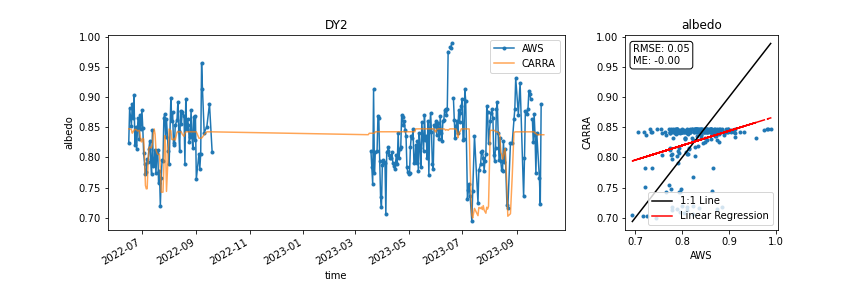 DY2
albedo
1.00
0.95
0.90
0.85
0.80
0.75
0.70
AWS
CARRA
2022-07
2022-09
2022-11
2023-01
2023-03
2023-05
2023-07
2023-09
time
albedo
RMSE: 0.05
ME: -0.00
CARRA
1.00
0.95
0.90
0.85
0.80
0.75
0.70
1:1 Line
Linear Regression
0.7
0.8
0.9
1.0
AWS